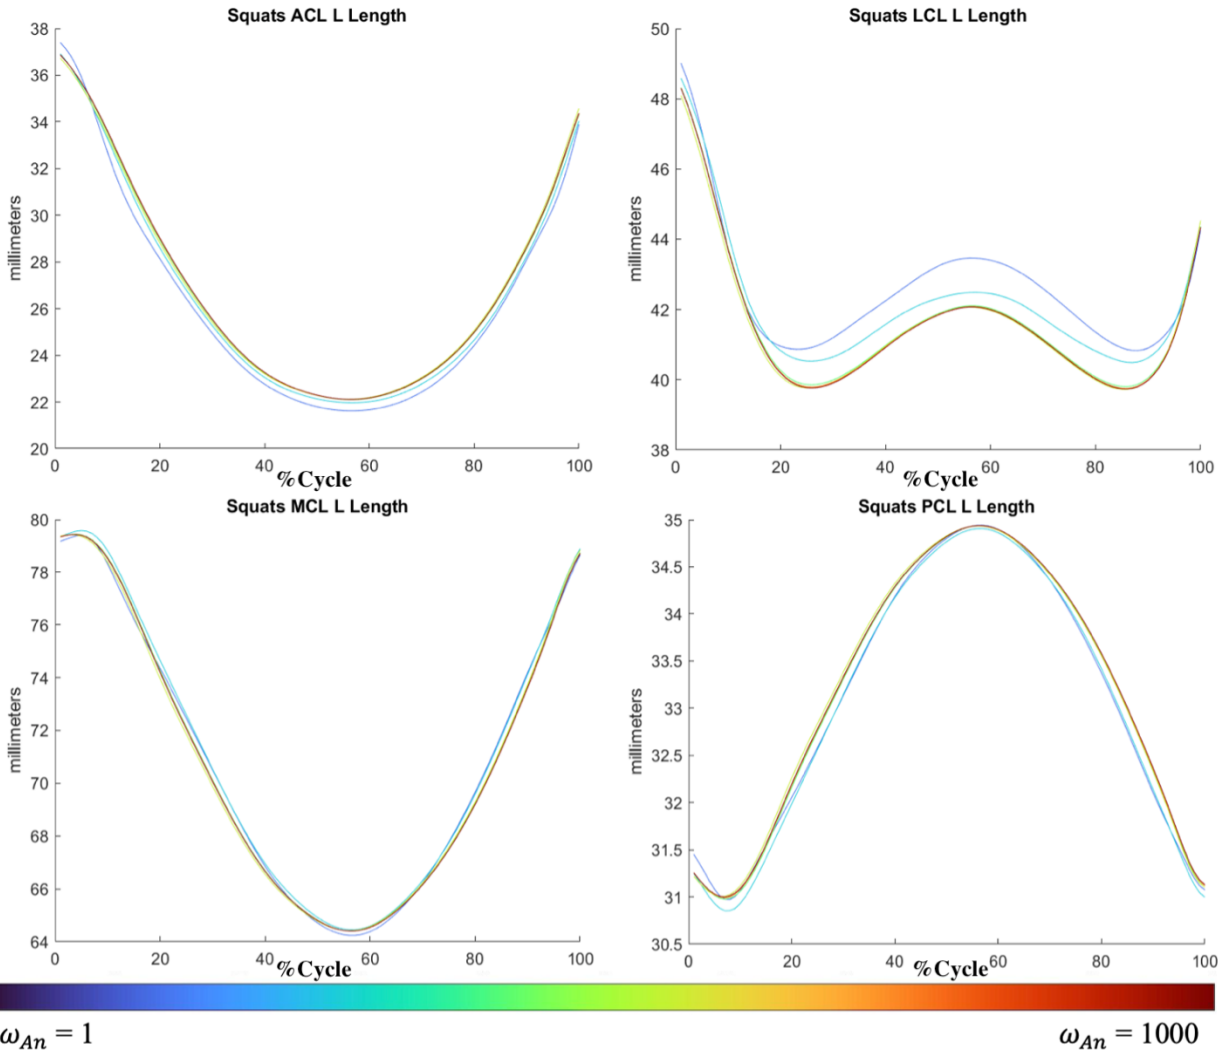 Squats ACL L Length
38
36
34
32
30
28
26
24
22
20
millimeters
0 20 40 60 80 100
%Cycle
Squats LCL L Length
50
48
46
44
42
40
38
millimeters
0 20 40 60 80 100
%Cycle
Squats MCL L Length
80
78
76
74
72
70
68
66
64
millimeters
0 20 40 60 80 100
%Cycle
Squats PCL L Length
35
34.5
34
33.5
33
32.5
32
31.5
31
30.5
millimeters
0 20 40 60 80 100
%Cycle
ω_An = 1
ω_An = 1000